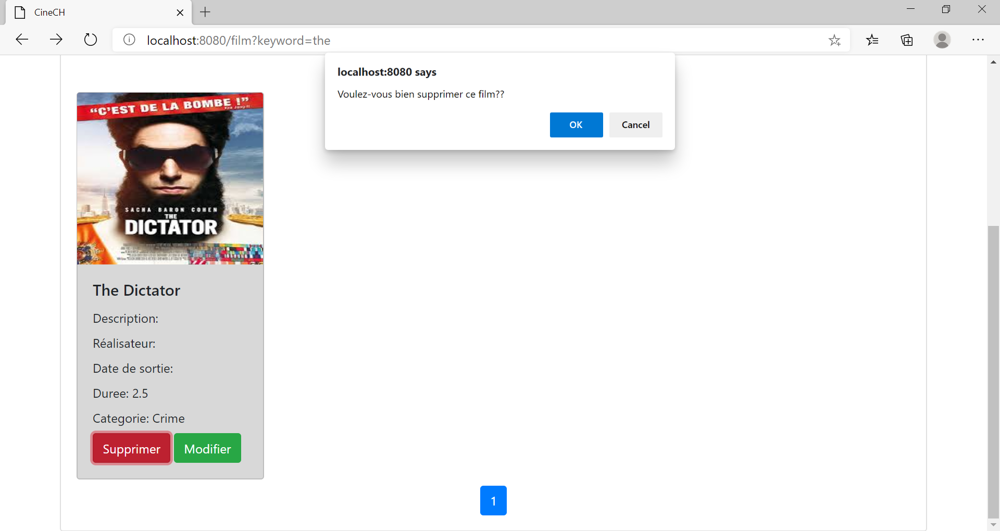 CineCH
localhost:8080/film?keyword=the
localhost:8080 says
Voulez-vous bien supprimer ce film??
OK
Cancel
“C'EST DE LA BOMBE !”
SACHA BARON COHEN
THE
DICTATOR
The Dictator
Description:
Réalisateur:
Date de sortie:
Duree: 2.5
Categorie: Crime
Supprimer
Modifier
1